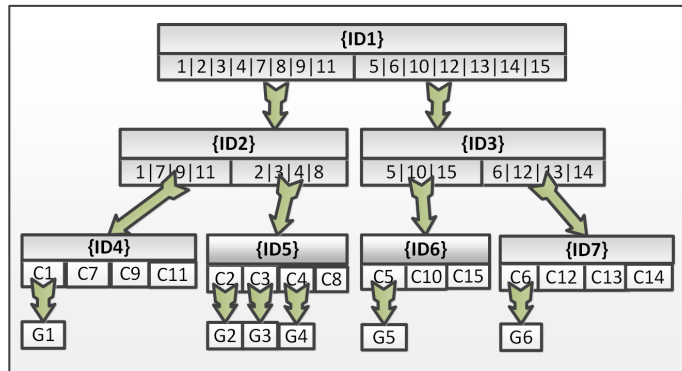 {ID1}
1|2|3|4|7|8|9|11 5|6|10|12|13|14|15
{ID2} {ID3}
1|7|9|11 2|3|4|8 5|10|15 6|12|13|14
{ID4} {ID5} {ID6} {ID7}
C1 C7 C9 C11 C2 C3 C4 C8 C5 C10 C15 C6 C12 C13 C14
G1 G2 G3 G4 G5 G6